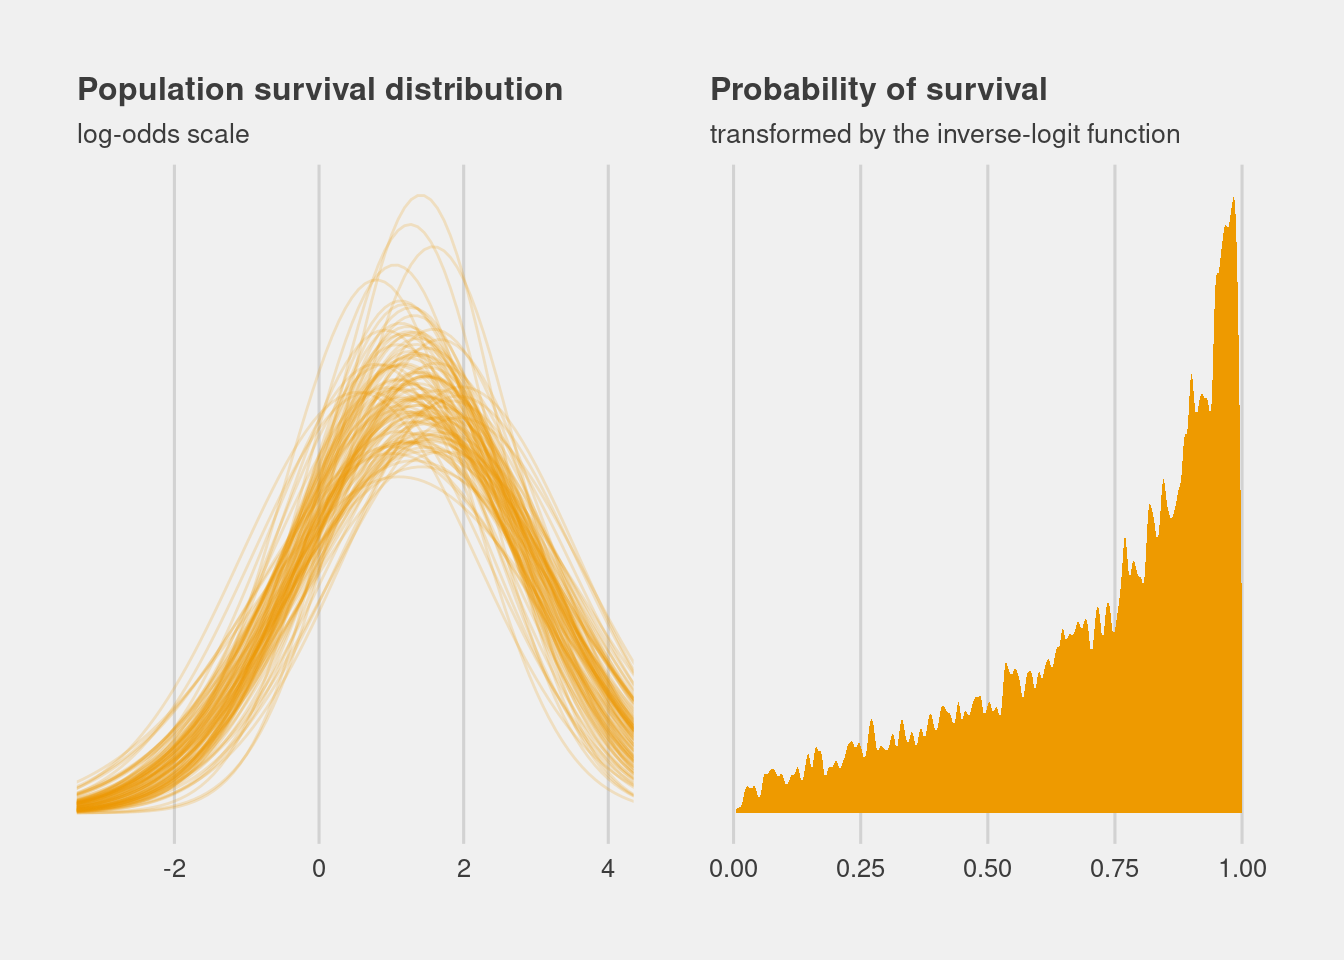 Population survival distribution
log-odds scale
-2 0 2 4
Probability of survival
transformed by the inverse-logit function
0.00 0.25 0.50 0.75 1.00